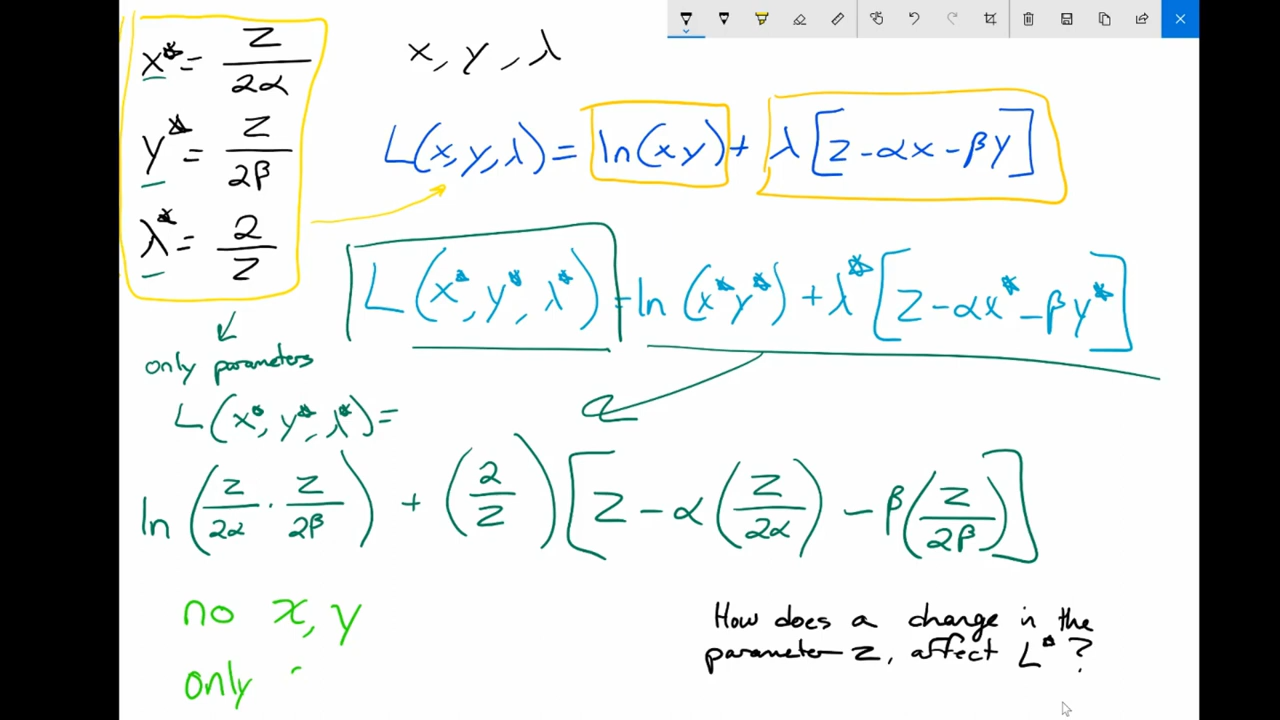 x* = z/2α
y* = z/2β
λ* = 2/z
only parameters
x, y, λ
L(x, y, λ) = ln(xy) + λ[z - αx - βy]
L(x*, y*, λ*) = ln(x*y*) + λ*[z - αx* - βy*]
L(x*, y*, λ*) =
ln(z/2α · z/2β) + (2/z)[z - α(z/2α) - β(z/2β)]
no x, y
only
How does a change in the
parameter z, affect L*?